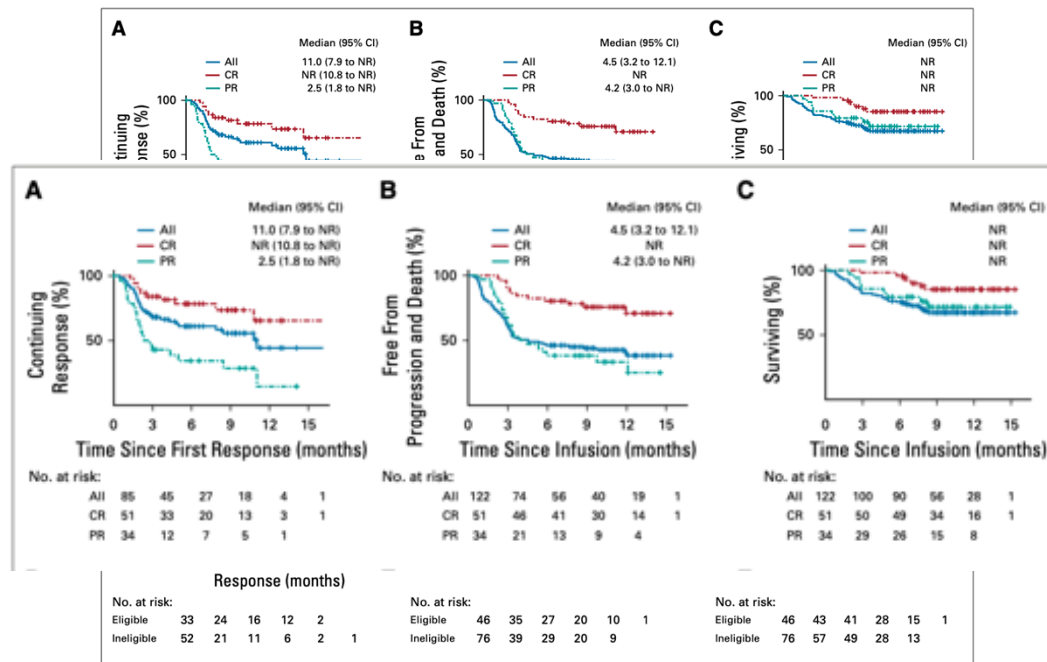 A B C
Median (95% CI) Median (95% CI) Median (95% CI)
All 11.0 (7.9 to NR) All 4.5 (3.2 to 12.1) All NR
CR NR (10.8 to NR) CR NR CR NR
PR 2.5 (1.8 to NR) PR 4.2 (3.0 to NR) PR NR
100 100 100
50 50 50
A B C
Median (95% CI) Median (95% CI) Median (95% CI)
All 11.0 (7.9 to NR) All 4.5 (3.2 to 12.1) All NR
CR NR (10.8 to NR) CR NR CR NR
PR 2.5 (1.8 to NR) PR 4.2 (3.0 to NR) PR NR
Continuing
Response (%)
Free From
Progression and Death (%)
Surviving (%)
100 100 100
50 50 50
0 3 6 9 12 15 0 3 6 9 12 15 0 3 6 9 12 15
Time Since First Response (months) Time Since Infusion (months) Time Since Infusion (months)
No. at risk: No. at risk: No. at risk:
All 85 45 27 18 4 1 All 122 74 56 40 19 1 All 122 100 90 56 28 1
CR 51 33 20 13 3 1 CR 51 46 41 30 14 1 CR 51 50 49 34 16 1
PR 34 12 7 5 1 PR 34 21 13 9 4 PR 34 29 26 15 8
Response (months)
No. at risk: No. at risk: No. at risk:
Eligible 33 24 16 12 2 Eligible 46 35 27 20 10 1 Eligible 46 43 41 28 15 1
Ineligible 52 21 11 6 2 1 Ineligible 76 39 29 20 9 Ineligible 76 57 49 28 13